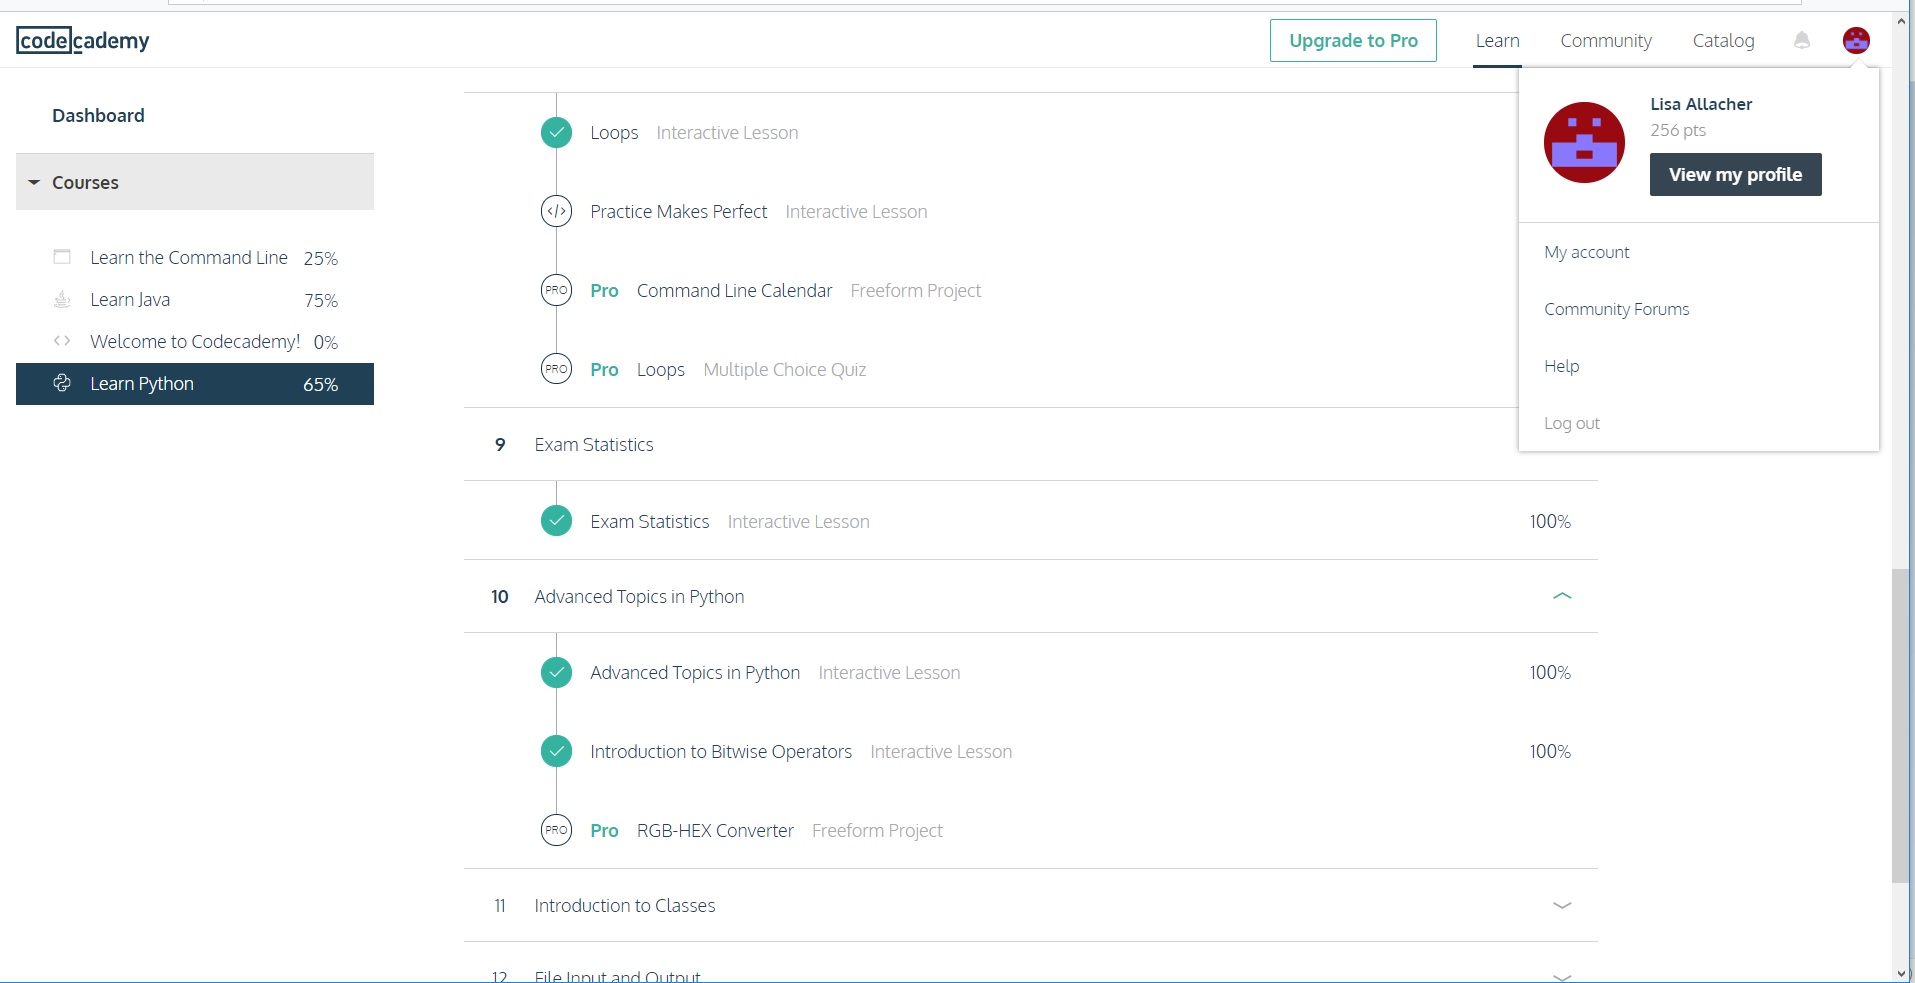 codecademy
Upgrade to Pro
Learn
Community
Catalog
Dashboard
Courses
Learn the Command Line 25%
Learn Java 75%
Welcome to Codecademy! 0%
Learn Python 65%
Loops Interactive Lesson
</> Practice Makes Perfect Interactive Lesson
PRO Pro Command Line Calendar Freeform Project
PRO Pro Loops Multiple Choice Quiz
9 Exam Statistics
Exam Statistics Interactive Lesson 100%
10 Advanced Topics in Python
Advanced Topics in Python Interactive Lesson 100%
Introduction to Bitwise Operators Interactive Lesson 100%
PRO Pro RGB-HEX Converter Freeform Project
11 Introduction to Classes
12 File Input and Output
Lisa Allacher
256 pts
View my profile
My account
Community Forums
Help
Log out